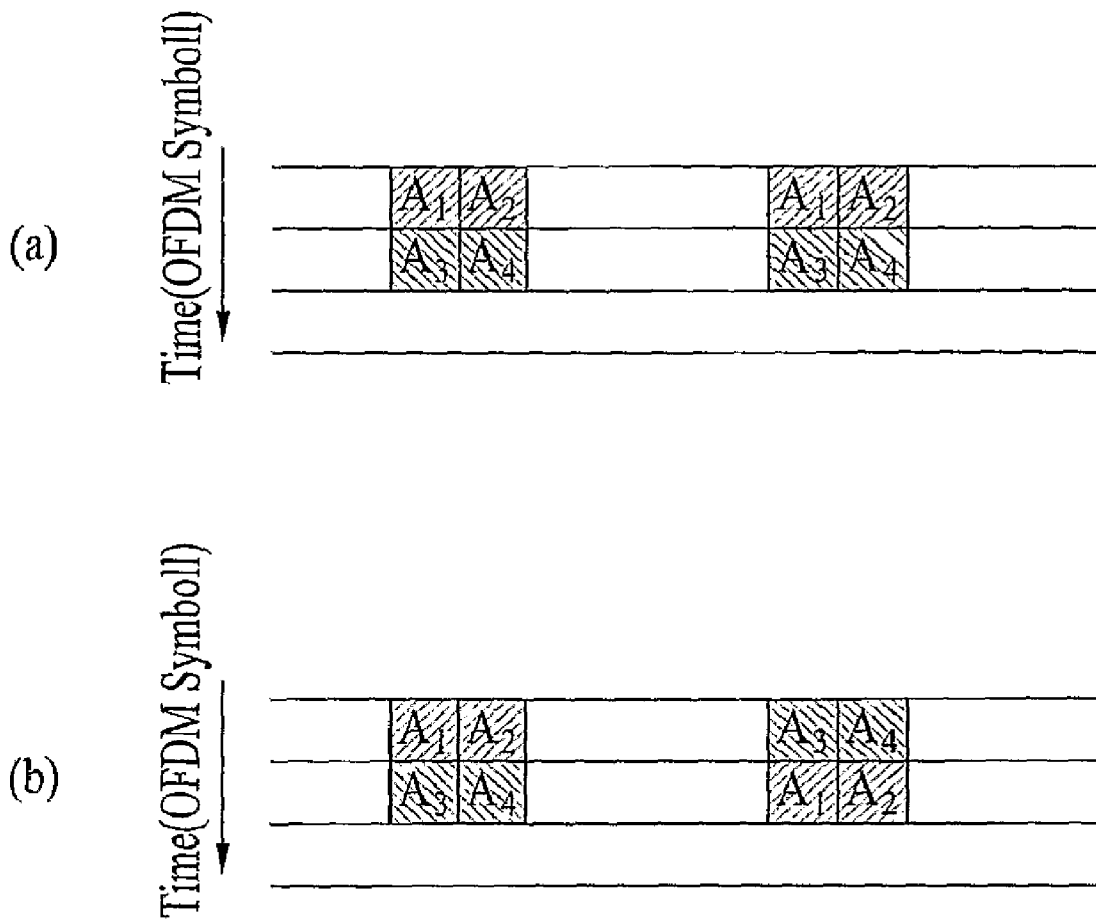 (a)
Time(OFDM Symboll)
A1 A2 A1 A2
A3 A4 A3 A4
(b)
Time(OFDM Symboll)
A1 A2 A3 A4
A3 A4 A1 A2